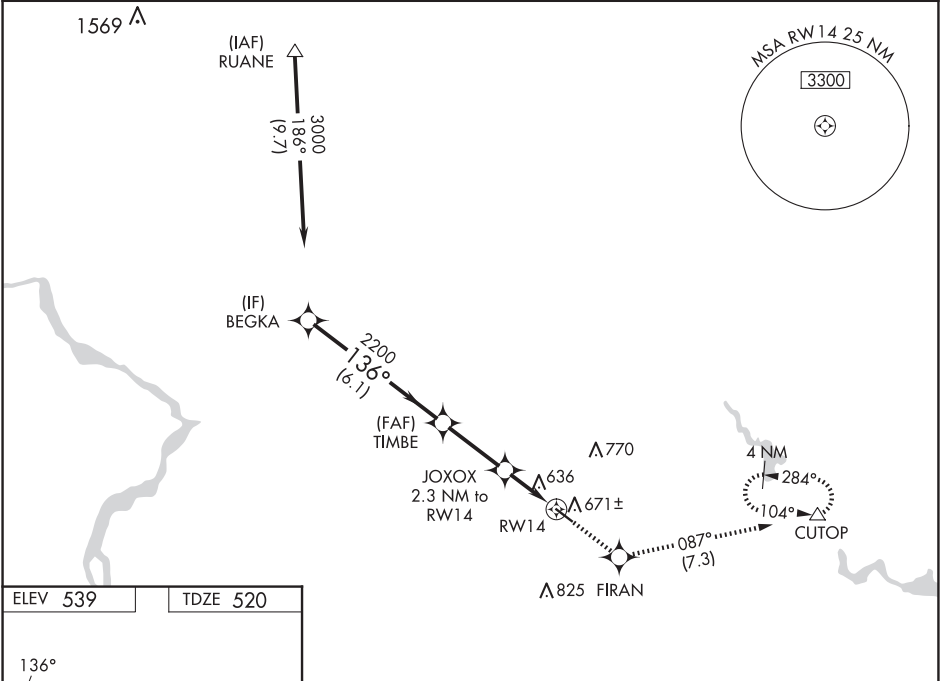 1569
(IAF)
RUANE
MSA RW14 25 NM
3300
3000
186°
(9.7)
(IF)
BEGKA
2200
136°
(6.1)
(FAF)
TIMBE
770
4 NM
JOXOX
2.3 NM to
RW14
636
284°
671±
104°
RW14
CUTOP
087°
(7.3)
825 FIRAN
ELEV 539
TDZE 520
136°